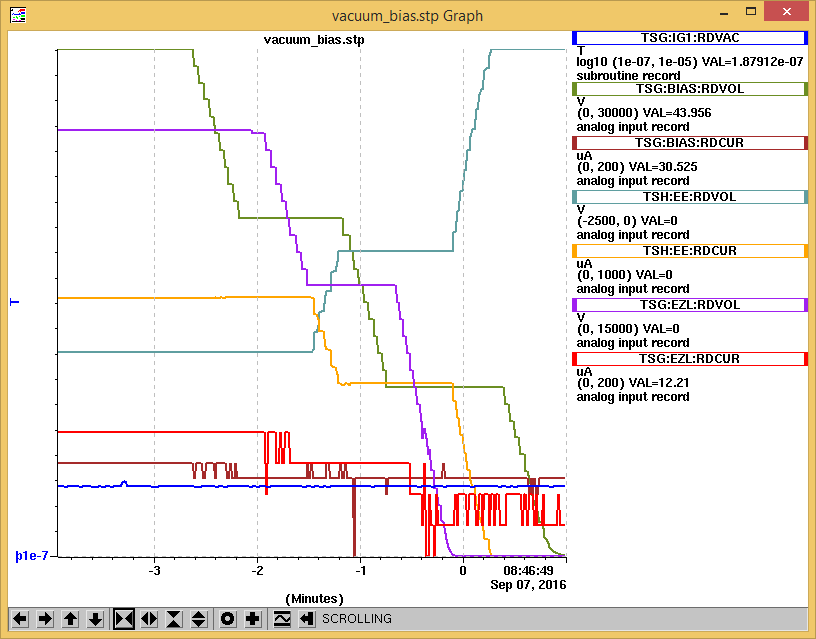 vacuum_bias.stp Graph
vacuum_bias.stp
T
1e-7
-3
-2
-1
0
08:46:49
Sep 07, 2016
(Minutes)
TSG:IG1:RDVAC
T
log10 (1e-07, 1e-05) VAL=1.87912e-07
subroutine record
TSG:BIAS:RDVOL
V
(0, 30000) VAL=43.956
analog input record
TSG:BIAS:RDCUR
uA
(0, 200) VAL=30.525
analog input record
TSH:EE:RDVOL
V
(-2500, 0) VAL=0
analog input record
TSH:EE:RDCUR
uA
(0, 1000) VAL=0
analog input record
TSG:EZL:RDVOL
V
(0, 15000) VAL=0
analog input record
TSG:EZL:RDCUR
uA
(0, 200) VAL=12.21
analog input record
SCROLLING